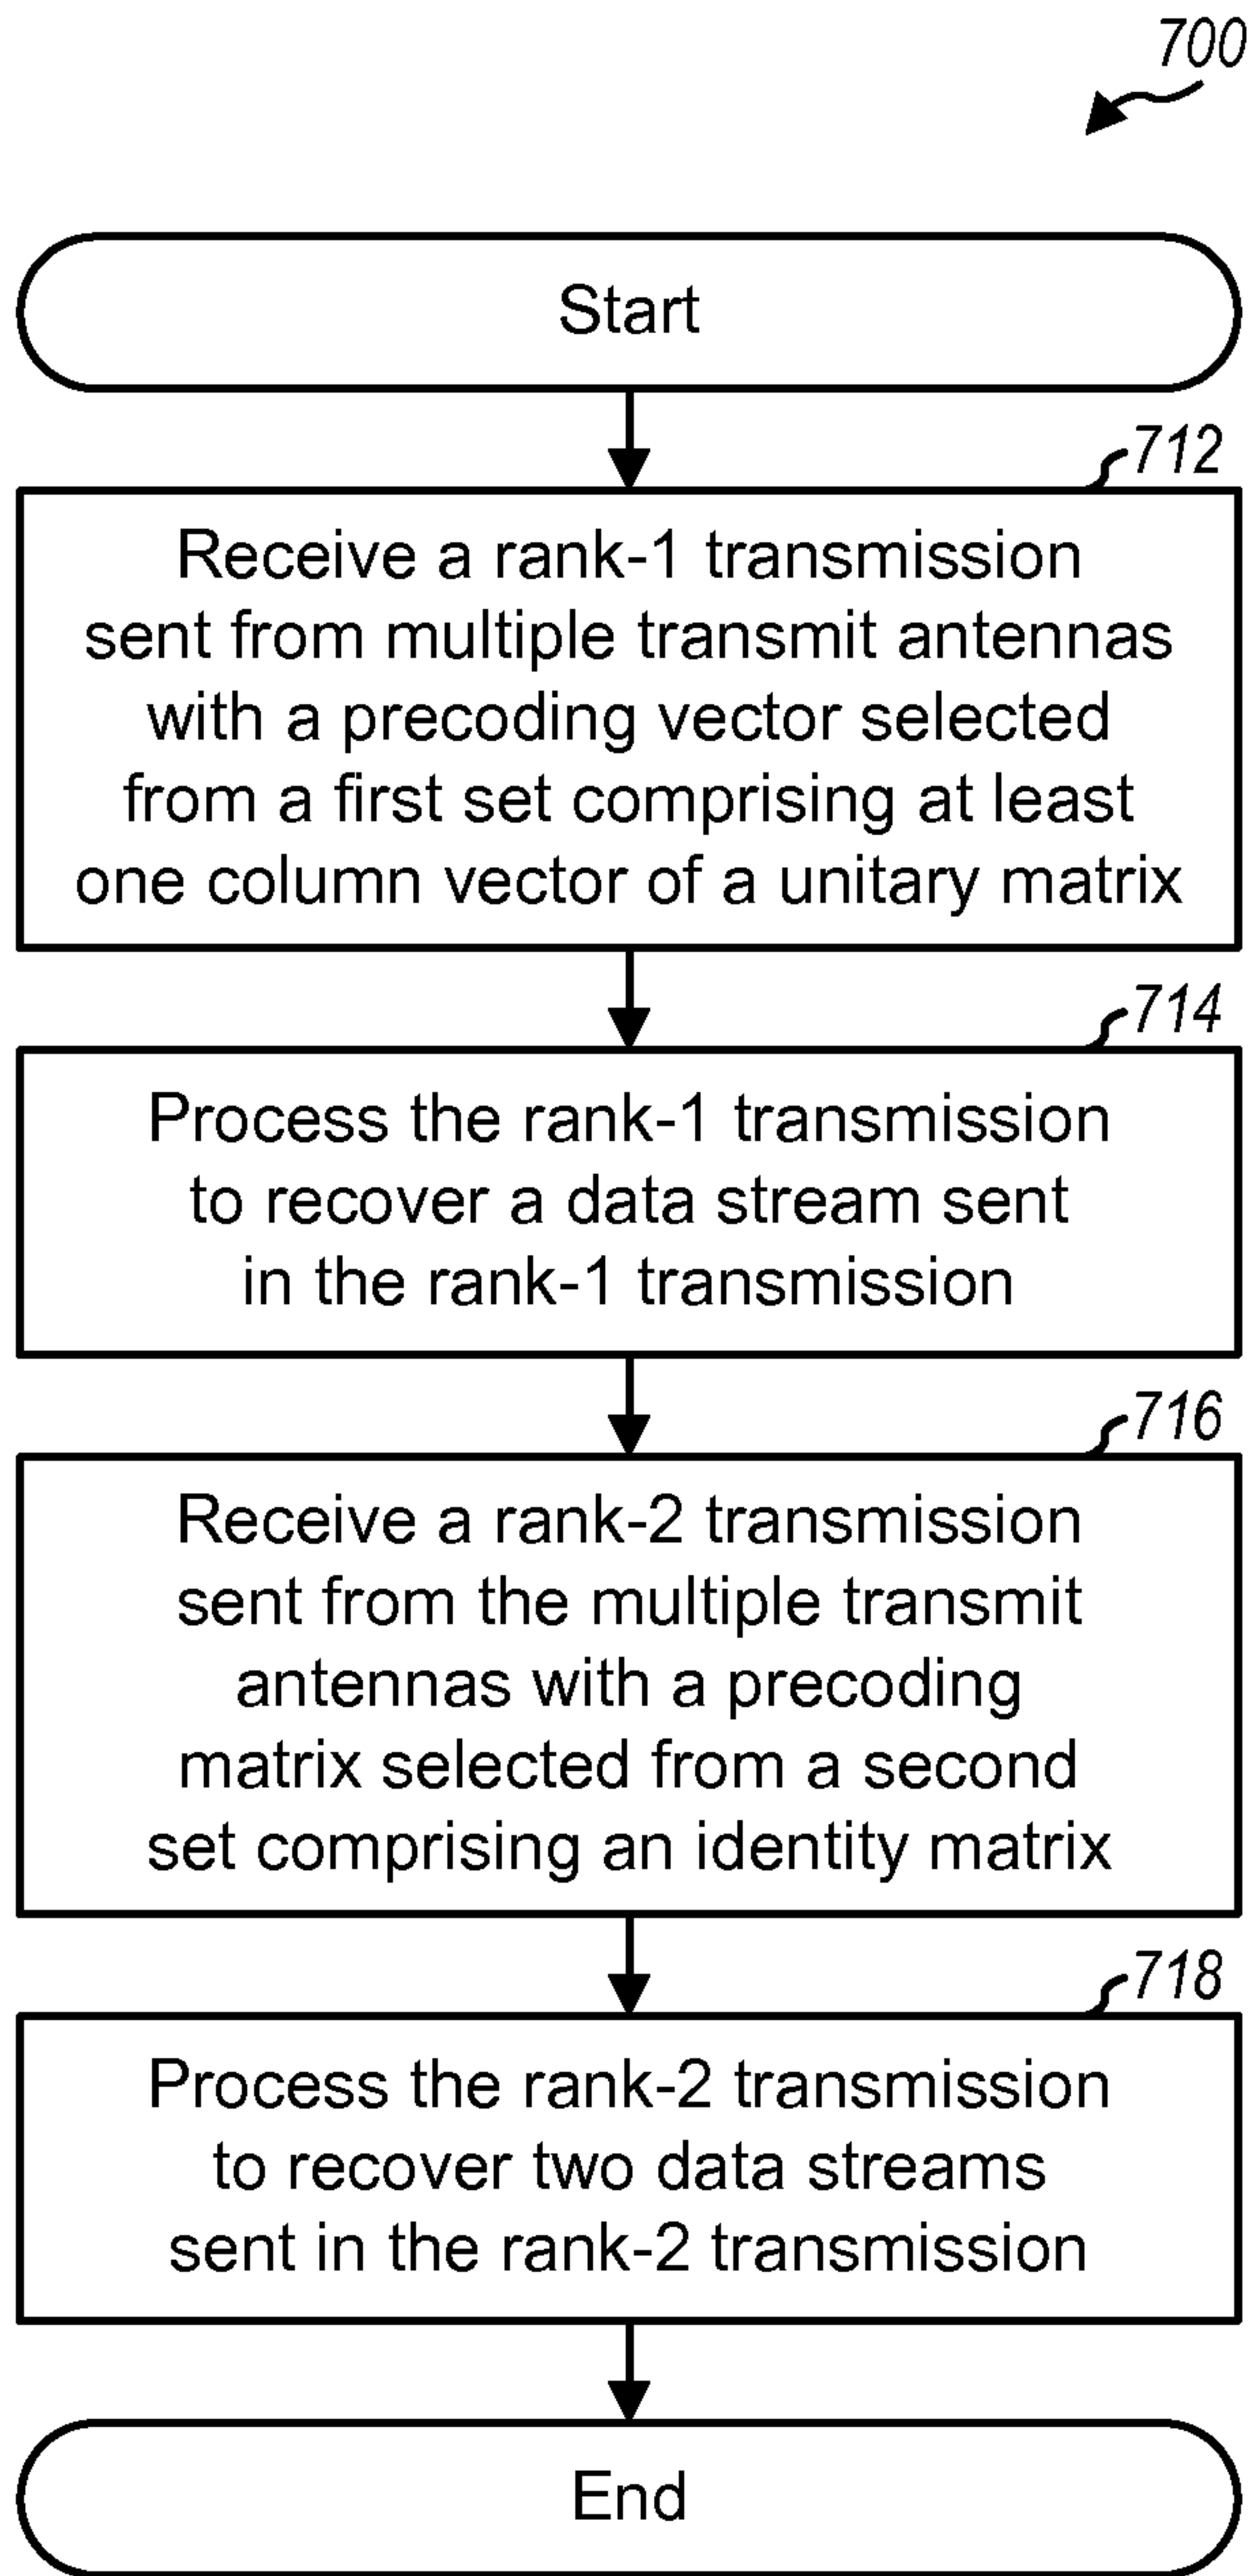 700
Start
712
Receive a rank-1 transmission
sent from multiple transmit antennas
with a precoding vector selected
from a first set comprising at least
one column vector of a unitary matrix
714
Process the rank-1 transmission
to recover a data stream sent
in the rank-1 transmission
716
Receive a rank-2 transmission
sent from the multiple transmit
antennas with a precoding
matrix selected from a second
set comprising an identity matrix
718
Process the rank-2 transmission
to recover two data streams
sent in the rank-2 transmission
End